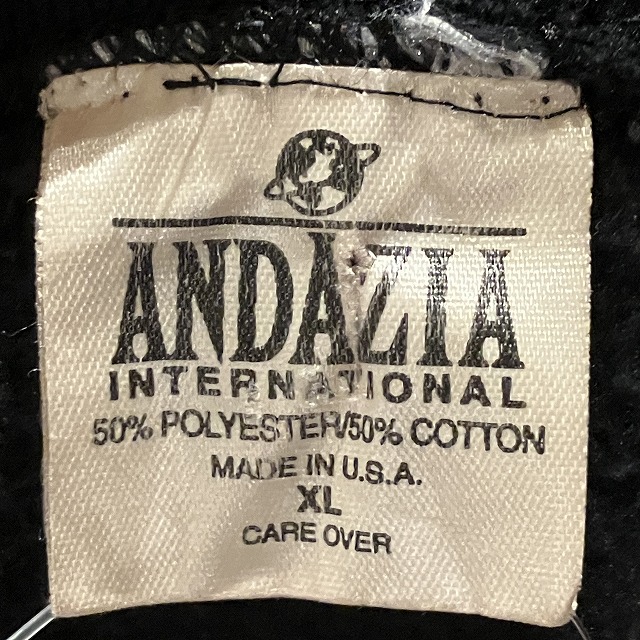 ANDAZIA
INTERNATIONAL
50% POLYESTER/50% COTTON
MADE IN U.S.A.
XL
CARE OVER